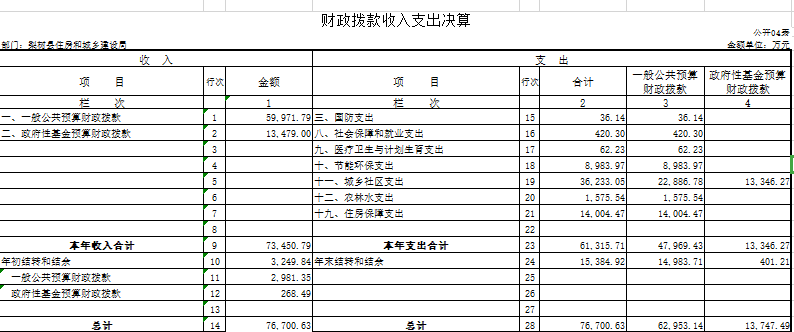 财政拨款收入支出决算
公开04表
部门：梨树县住房和城乡建设局 金额单位：万元
收 入 支 出
项 目 行次 金额 项 目 行次 合计 一般公共预算财政拨款 政府性基金预算财政拨款
栏 次 1 栏 次 2 3 4
一、一般公共预算财政拨款 1 59,971.79 三、国防支出 15 36.14 36.14
二、政府性基金预算财政拨款 2 13,479.00 八、社会保障和就业支出 16 420.30 420.30
3 九、医疗卫生与计划生育支出 17 62.23 62.23
4 十、节能环保支出 18 8,983.97 8,983.97
5 十一、城乡社区支出 19 36,233.05 22,886.78 13,346.27
6 十二、农林水支出 20 1,575.54 1,575.54
7 十九、住房保障支出 21 14,004.47 14,004.47
8 22
本年收入合计 9 73,450.79 本年支出合计 23 61,315.71 47,969.43 13,346.27
年初结转和结余 10 3,249.84 年末结转和结余 24 15,384.92 14,983.71 401.21
一般公共预算财政拨款 11 2,981.35 25
政府性基金预算财政拨款 12 268.49 26
13 27
总计 14 76,700.63 总计 28 76,700.63 62,953.14 13,747.49